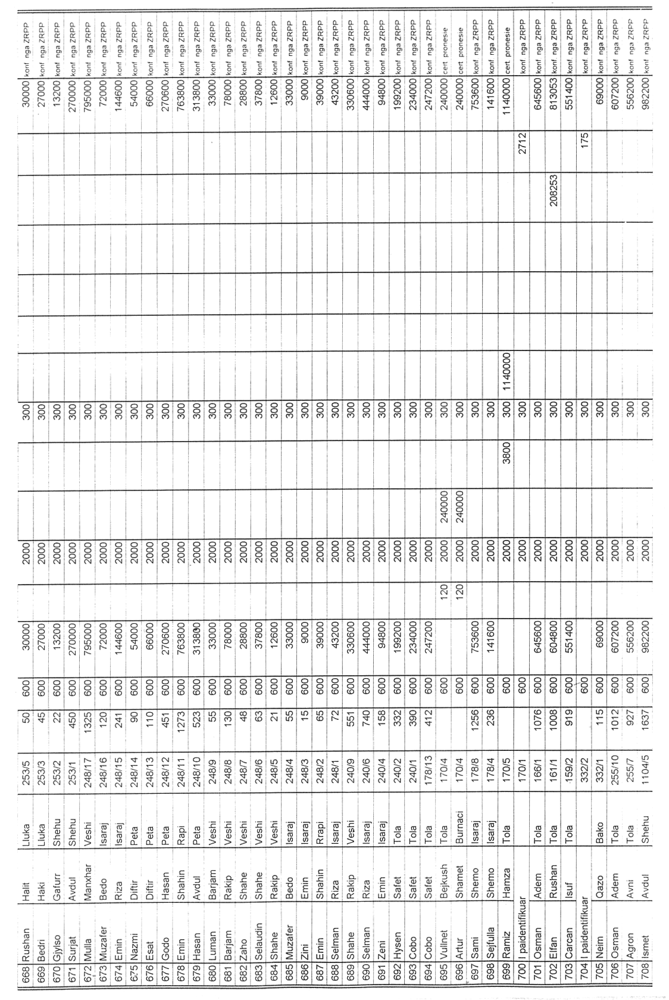 668 Rushan Halit Lluka 253/5 50 600 30000 2000 300 30000 konf nga ZRPP
669 Bedri Haki Lluka 253/3 45 600 27000 2000 300 27000 konf nga ZRPP
670 Gjylso Gafurr Shehu 253/2 22 600 13200 2000 300 13200 konf nga ZRPP
671 Surjat Avdul Shehu 253/1 450 600 270000 2000 300 270000 konf nga ZRPP
672 Mulla Manxhar Veshi 248/17 1325 600 795000 2000 300 795000 konf nga ZRPP
673 Muzafer Bedo Isaraj 248/16 120 600 72000 2000 300 72000 konf nga ZRPP
674 Emin Riza Isaraj 248/15 241 600 144600 2000 300 144600 konf nga ZRPP
675 Nazmi Diftir Peta 248/14 90 600 54000 2000 300 54000 konf nga ZRPP
676 Esat Diftir Peta 248/13 110 600 66000 2000 300 66000 konf nga ZRPP
677 Godo Hasan Peta 248/12 451 600 270600 2000 300 270600 konf nga ZRPP
678 Emin Shahin Rapi 248/11 1273 600 763800 2000 300 763800 konf nga ZRPP
679 Hasan Avdul Peta 248/10 523 600 313800 2000 300 313800 konf nga ZRPP
680 Luman Barjam Veshi 248/9 55 600 33000 2000 300 33000 konf nga ZRPP
681 Barjam Rakip Veshi 248/8 130 600 78000 2000 300 78000 konf nga ZRPP
682 Zaho Shahe Veshi 248/7 48 600 28800 2000 300 28800 konf nga ZRPP
683 Selaudin Shahe Veshi 248/6 63 600 37800 2000 300 37800 konf nga ZRPP
684 Shahe Rakip Veshi 248/5 21 600 12600 2000 300 12600 konf nga ZRPP
685 Muzafer Bedo Isaraj 248/4 55 600 33000 2000 300 33000 konf nga ZRPP
686 Zini Emin Isaraj 248/3 15 600 9000 2000 300 9000 konf nga ZRPP
687 Emin Shahin Rrapi 248/2 65 600 39000 2000 300 39000 konf nga ZRPP
688 Selman Riza Isaraj 248/1 72 600 43200 2000 300 43200 konf nga ZRPP
689 Shahe Rakip Veshi 240/9 551 600 330600 2000 300 330600 konf nga ZRPP
690 Selman Riza Isaraj 240/6 740 600 444000 2000 300 444000 konf nga ZRPP
691 Zeni Emin Isaraj 240/4 158 600 94800 2000 300 94800 konf nga ZRPP
692 Hysen Safet Tola 240/2 332 600 199200 2000 300 199200 konf nga ZRPP
693 Cobo Safet Tola 240/1 390 600 234000 2000 300 234000 konf nga ZRPP
694 Cobo Safet Tola 178/13 412 600 247200 2000 300 247200 konf nga ZRPP
695 Vullnet Bejkush Tola 170/4 600 120 2000 240000 300 240000 cert pronesie
696 Artur Shamet Burnaci 170/4 600 120 2000 240000 300 240000 cert pronesie
697 Sami Shemo Isaraj 178/8 1256 600 753600 2000 300 753600 konf nga ZRPP
698 Sejfulla Shemo Isaraj 178/4 236 600 141600 2000 300 141600 konf nga ZRPP
699 Ramiz Hamza Tola 170/5 600 2000 3800 300 1140000 1140000 cert pronesie
700 I paidentifikuar 170/1 600 2000 300 2712 konf nga ZRPP
701 Osman Adem Tola 166/1 1076 600 645600 2000 300 645600 konf nga ZRPP
702 Elfan Rushan Tola 161/1 1008 600 604800 2000 300 208253 813053 konf nga ZRPP
703 Carcan Isuf Tola 159/2 919 600 551400 2000 300 551400 konf nga ZRPP
704 I paidentifikuar 332/2 600 2000 300 175 konf nga ZRPP
705 Neim Qazo Bako 332/1 115 600 69000 2000 300 69000 konf nga ZRPP
706 Osman Adem Tola 255/10 1012 600 607200 2000 300 607200 konf nga ZRPP
707 Agron Avni Tola 255/7 927 600 556200 2000 300 556200 konf nga ZRPP
708 Ismet Avdul Shehu 1104/5 1637 600 982200 2000 300 982200 konf nga ZRPP